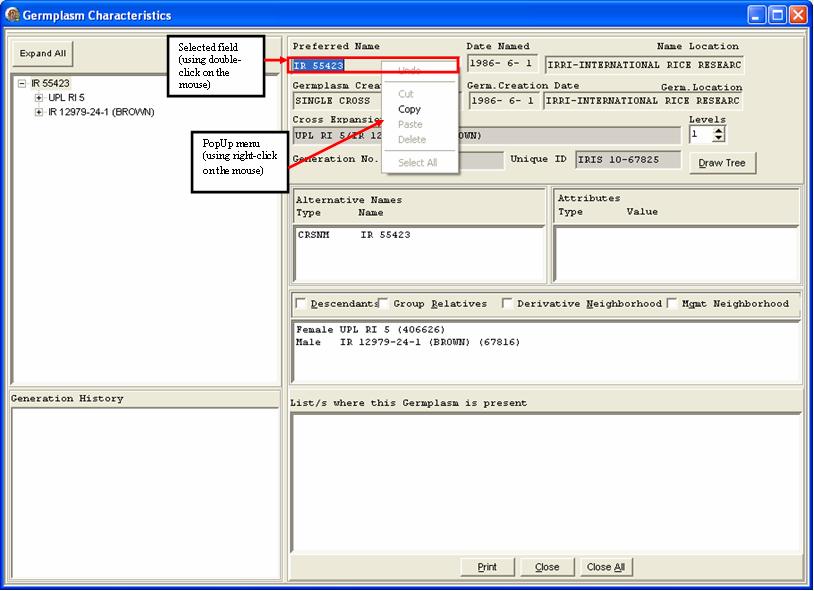 Germplasm Characteristics
Expand All
Selected field
(using double-
click on the
mouse)
IR 55423
UPL RI 5
IR 12979-24-1 (BROWN)
PopUp menu
(using right-click
on the mouse)
Preferred Name
Date Named
Name Location
IR 55423
1986- 6- 1
IRRI-INTERNATIONAL RICE RESEARC
Germplasm Crea
Germ.Creation Date
Germ.Location
SINGLE CROSS
1986- 6- 1
IRRI-INTERNATIONAL RICE RESEARC
Cross Expansi
Levels
UPL RI 5/IR 12
OWN)
1
Generation No.
Unique ID
IRIS 10-67825
Draw Tree
Undo
Cut
Copy
Paste
Delete
Select All
Alternative Names
Type Name
CRSNM IR 55423
Attributes
Type Value
Descendants
Group Relatives
Derivative Neighborhood
Mgmt Neighborhood
Female UPL RI 5 (406626)
Male IR 12979-24-1 (BROWN) (67816)
Generation History
List/s where this Germplasm is present
Print
Close
Close All